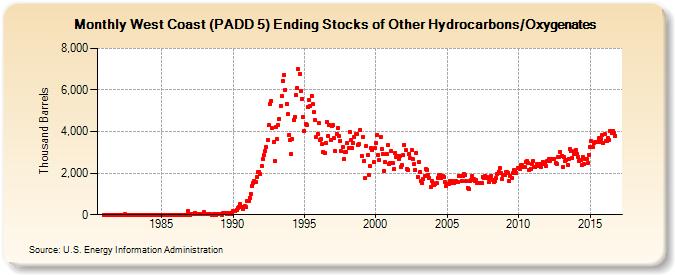 Monthly West Coast (PADD 5) Ending Stocks of Other Hydrocarbons/Oxygenates
Thousand Barrels
8,000
6,000
4,000
2,000
0
1985 1990 1995 2000 2005 2010 2015
Source: U.S. Energy Information Administration